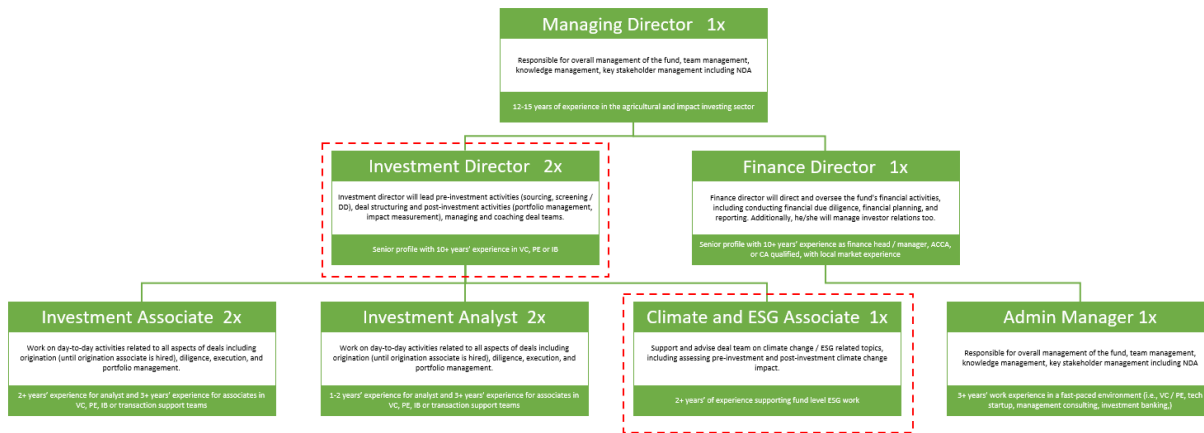 Managing Director 1x
Responsible for overall management of the fund, team management,
knowledge management, key stakeholder management including NDA
12-15 years of experience in the agricultural and impact investing sector
Investment Director 2x
Investment director will lead pre-investment activities (sourcing, screening /
DD), deal structuring and post-investment activities (portfolio management,
impact measurement), managing and coaching deal teams.
Senior profile with 10+ years' experience in VC, PE or IB
Finance Director 1x
Finance director will direct and oversee the fund's financial activities,
including conducting financial due diligence, financial planning, and
reporting. Additionally, he/she will manage investor relations too.
Senior profile with 10+ years' experience as finance head / manager, ACCA,
or CA qualified, with local market experience
Investment Associate 2x
Work on day-to-day activities related to all aspects of deals including
origination (until origination associate is hired), diligence, execution, and
portfolio management.
2+ years' experience for analyst and 3+ years' experience for associates in
VC, PE, IB or transaction support teams
Investment Analyst 2x
Work on day-to-day activities related to all aspects of deals including
origination (until origination associate is hired), diligence, execution, and
portfolio management.
1-2 years' experience for analyst and 3+ years' experience for associates in
VC, PE, IB or transaction support teams
Climate and ESG Associate 1x
Support and advise deal team on climate change / ESG related topics,
including assessing pre-investment and post-investment climate change
impact.
2+ years' of experience supporting fund level ESG work
Admin Manager 1x
Responsible for overall management of the fund, team management,
knowledge management, key stakeholder management including NDA
3+ years' work experience in a fast-paced environment (i.e., VC / PE, tech
startup, management consulting, investment banking,)